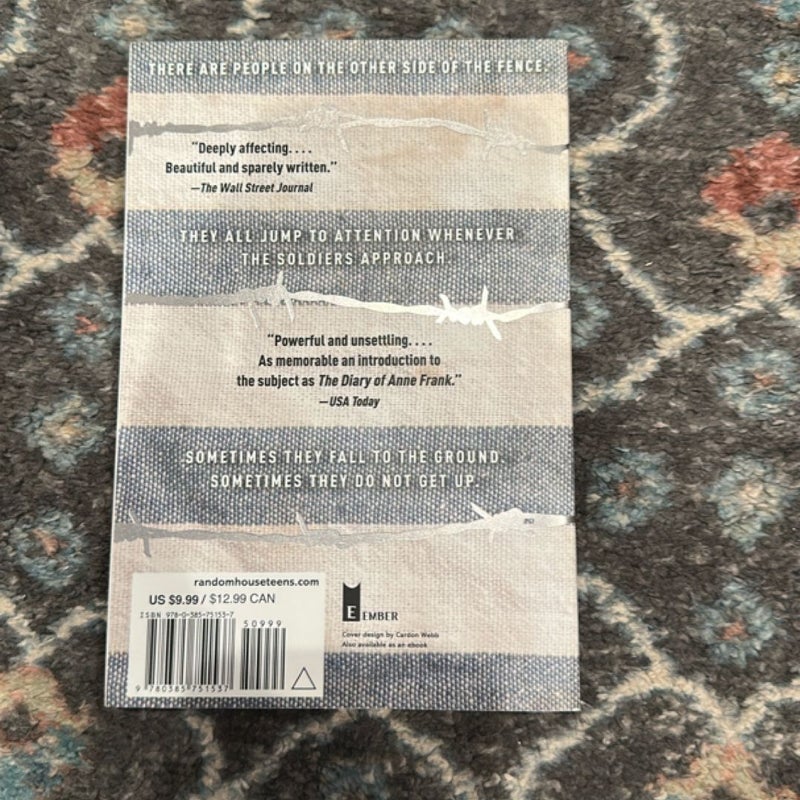 THERE ARE PEOPLE ON THE OTHER SIDE OF THE FENCE.
“Deeply affecting. . . .
Beautiful and sparely written.”
—The Wall Street Journal
THEY ALL JUMP TO ATTENTION WHENEVER
THE SOLDIERS APPROACH.
“Powerful and unsettling. . . .
As memorable an introduction to
the subject as The Diary of Anne Frank.”
—USA Today
SOMETIMES THEY FALL TO THE GROUND.
SOMETIMES THEY DO NOT GET UP.
randomhouseteens.com
US $9.99 / $12.99 CAN
ISBN 978-0-385-75153-7
50999
9 780385 751537
E EMBER
Cover design by Cardon Webb
Also available as an ebook